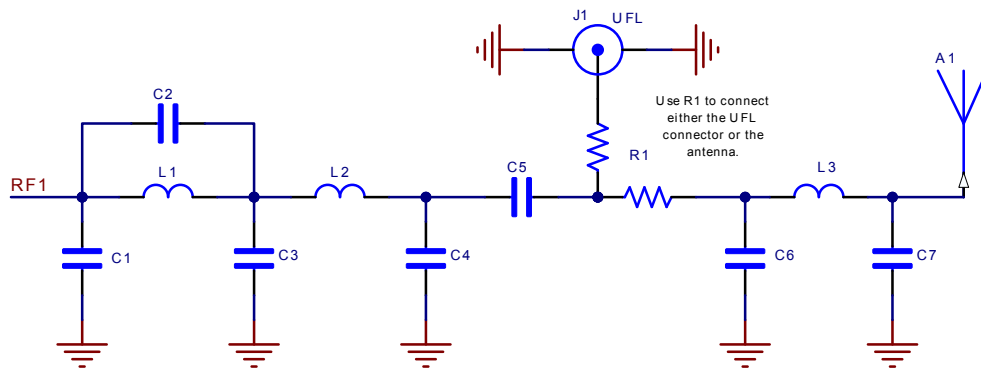 J1 UFL
A1
C2
Use R1 to connect
either the UFL
connector or the
antenna.
R1
RF1
L1
L2
C5
L3
C1
C3
C4
C6
C7